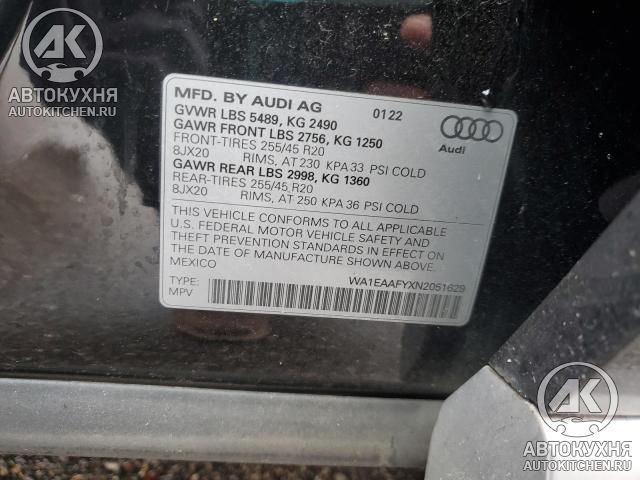 АК
АВТОКУХНЯ
AUTOKITCHEN.RU
MFD. BY AUDI AG 0122
GVWR LBS 5489, KG 2490
GAWR FRONT LBS 2756, KG 1250
FRONT-TIRES 255/45 R20
8JX20 RIMS, AT 230 KPA 33 PSI COLD
GAWR REAR LBS 2998, KG 1360
REAR-TIRES 255/45 R20
8JX20 RIMS, AT 250 KPA 36 PSI COLD
Audi
THIS VEHICLE CONFORMS TO ALL APPLICABLE
U.S. FEDERAL MOTOR VEHICLE SAFETY AND
THEFT PREVENTION STANDARDS IN EFFECT ON
THE DATE OF MANUFACTURE SHOWN ABOVE.
MEXICO
WA1EAAFYXN2051629
TYPE:
MPV
АК
АВТОКУХНЯ
AUTOKITCHEN.RU